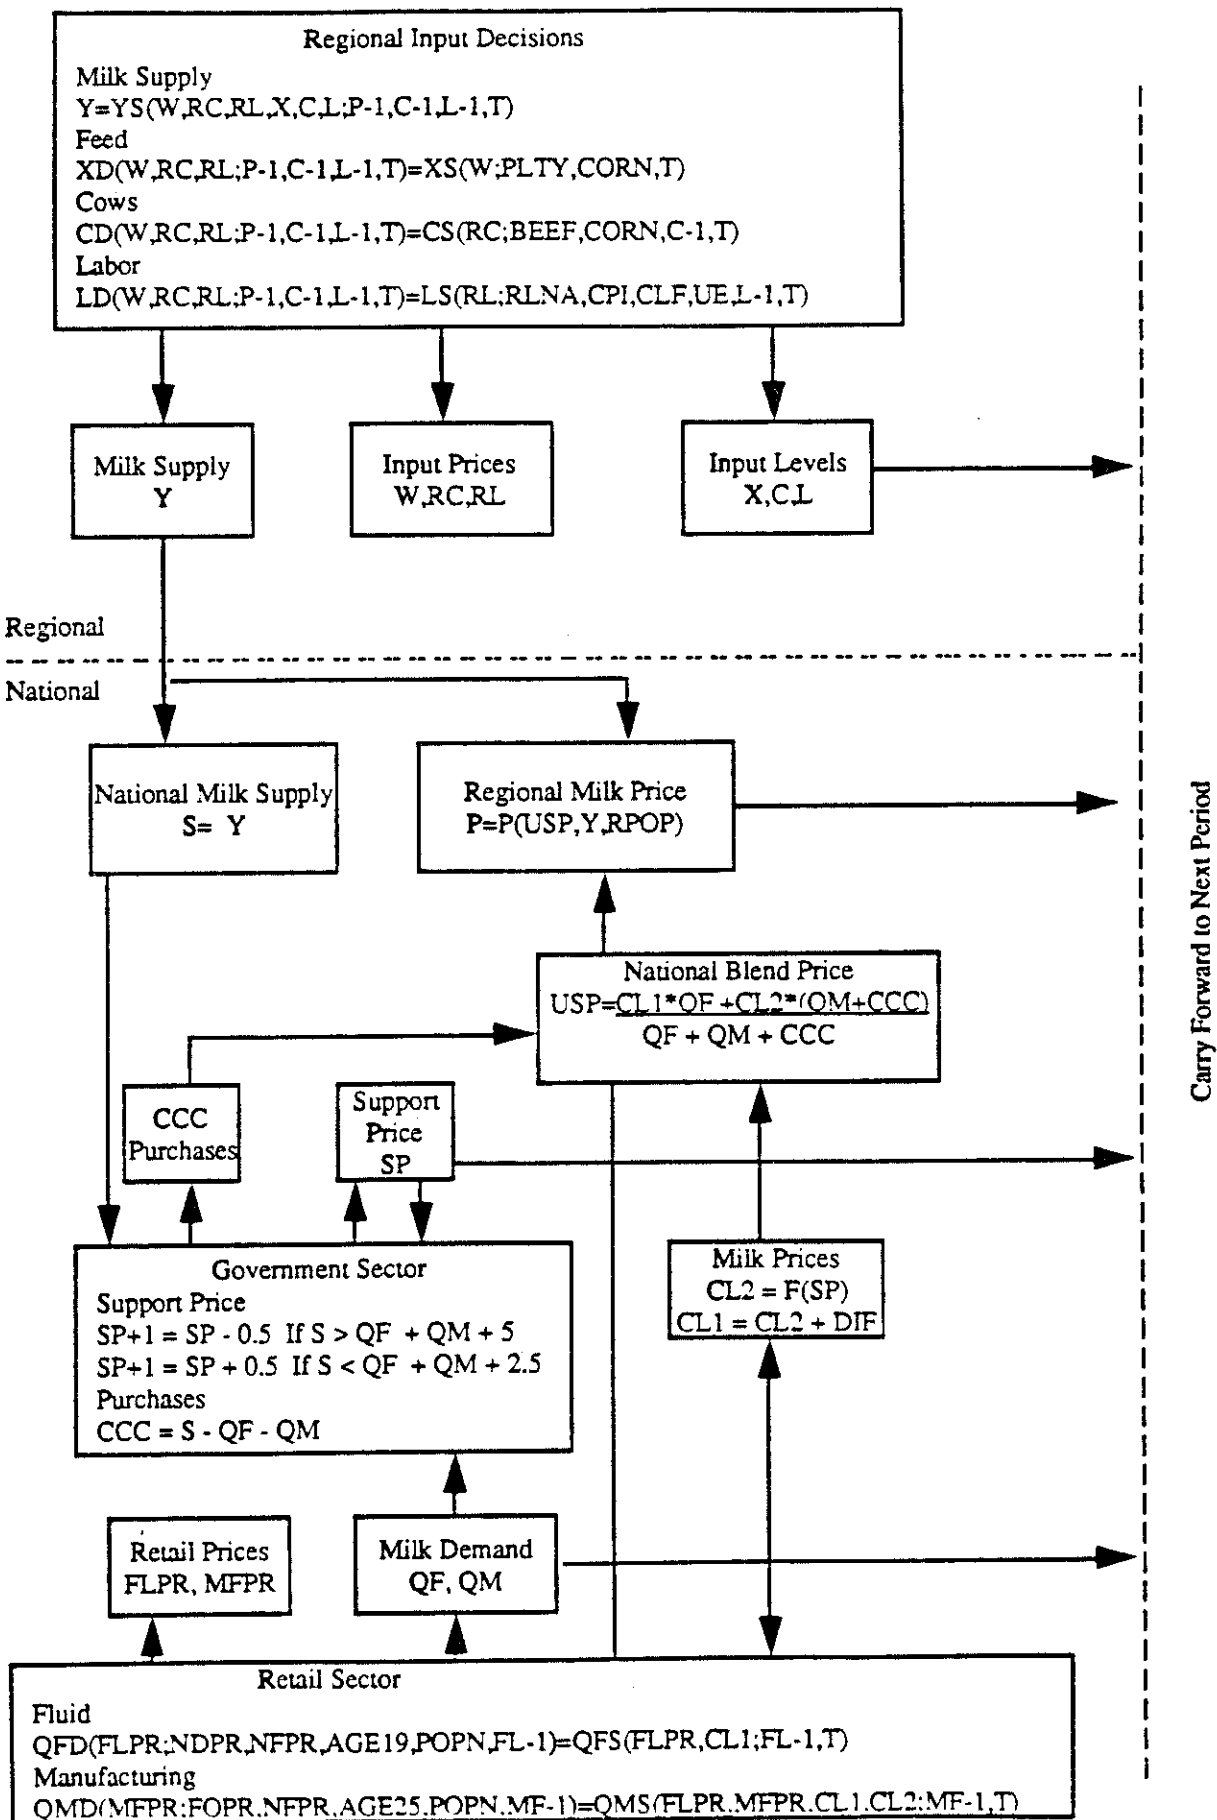 Regional Input Decisions
Milk Supply
Y=YS(W,RC,RL,X,C,L;P-1,C-1,L-1,T)
Feed
XD(W,RC,RL;P-1,C-1,L-1,T)=XS(W;PLTY,CORN,T)
Cows
CD(W,RC,RL;P-1,C-1,L-1,T)=CS(RC;BEEF,CORN,C-1,T)
Labor
LD(W,RC,RL;P-1,C-1,L-1,T)=LS(RL;RLNA,CPI,CLF,UE,L-1,T)
Milk Supply
Y
Input Prices
W,RC,RL
Input Levels
X,C,L
Regional
National
National Milk Supply
S= Y
Regional Milk Price
P=P(USP,Y,RPOP)
National Blend Price
USP=CL1*QF +CL2*(QM+CCC)
QF + QM + CCC
CCC
Purchases
Support
Price
SP
Government Sector
Support Price
SP+1 = SP - 0.5 If S > QF + QM + 5
SP+1 = SP + 0.5 If S < QF + QM + 2.5
Purchases
CCC = S - QF - QM
Milk Prices
CL2 = F(SP)
CL1 = CL2 + DIF
Retail Prices
FLPR, MFPR
Milk Demand
QF, QM
Retail Sector
Fluid
QFD(FLPR;NDPR,NFPR,AGE19,POPN,FL-1)=QFS(FLPR,CL1;FL-1,T)
Manufacturing
QMD(MFPR;FOPR,NFPR,AGE25,POPN,MF-1)=QMS(FLPR,MFPR,CL1,CL2;MF-1,T)
Carry Forward to Next Period